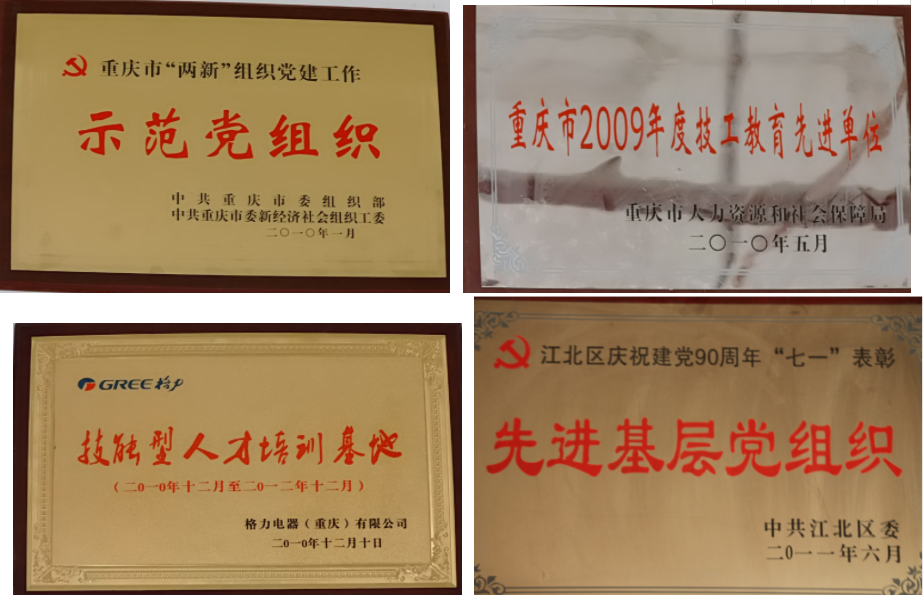 重庆市“两新”组织党建工作
示范党组织
中共重庆市委组织部
中共重庆市委新经济社会组织工委
二〇一〇年一月
重庆市2009年度技工教育先进单位
重庆市人力资源和社会保障局
二〇一〇年五月
GREE格力
技能型人才培训基地
（二〇一〇年十二月至二〇一二年十二月）
格力电器（重庆）有限公司
二〇一〇年十二月十日
江北区庆祝建党90周年“七一”表彰
先进基层党组织
中共江北区委
二〇一一年六月